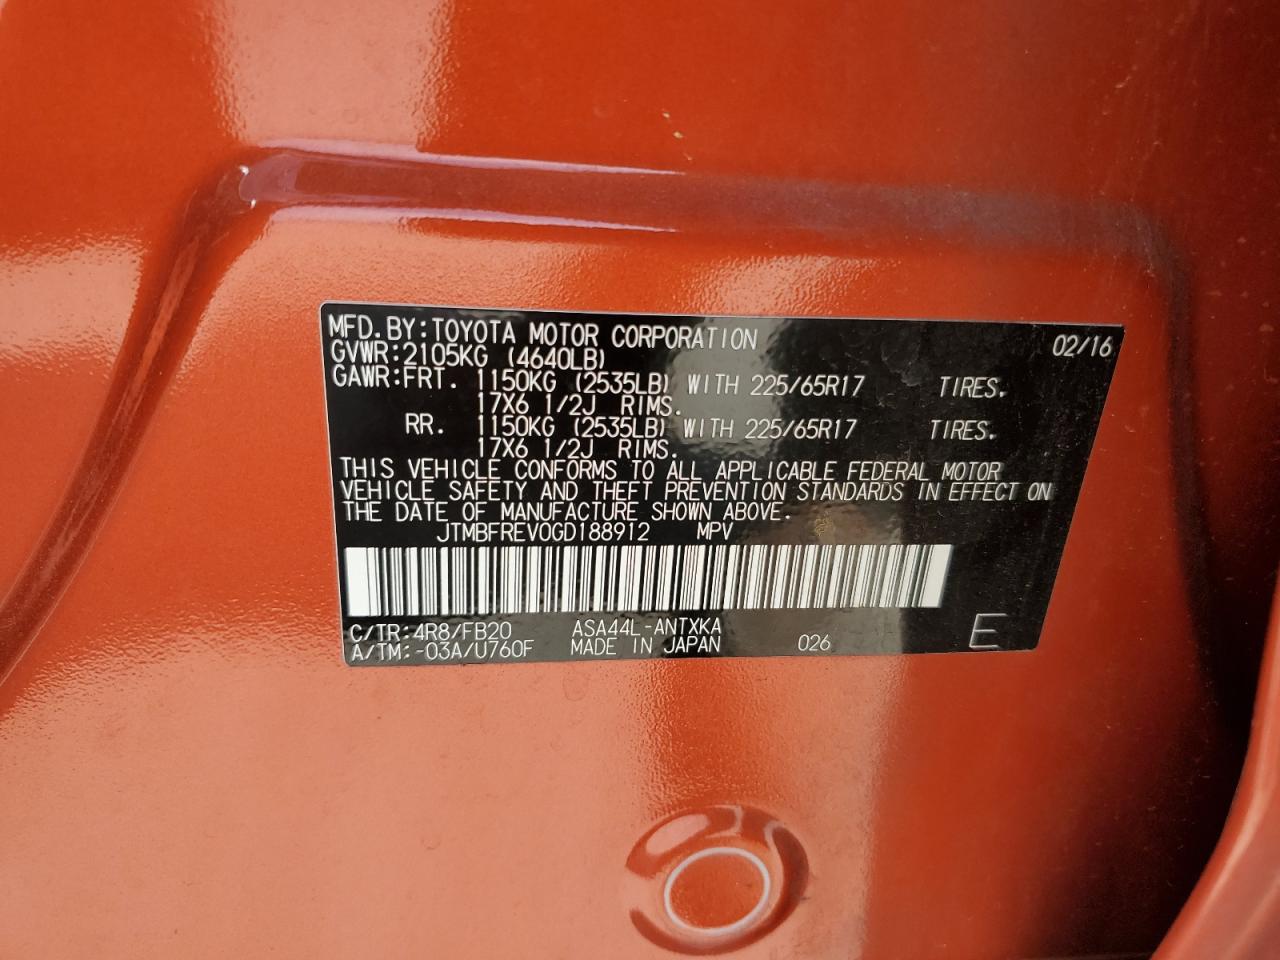 MFD.BY:TOYOTA MOTOR CORPORATION 02/16
GVWR:2105KG (4640LB)
GAWR:FRT. 1150KG (2535LB) WITH 225/65R17 TIRES.
17X6 1/2J RIMS.
RR. 1150KG (2535LB) WITH 225/65R17 TIRES.
17X6 1/2J RIMS.
THIS VEHICLE CONFORMS TO ALL APPLICABLE FEDERAL MOTOR
VEHICLE SAFETY AND THEFT PREVENTION STANDARDS IN EFFECT ON
THE DATE OF MANUFACTURE SHOWN ABOVE.
JTMBFREV0GD188912 MPV
C/TR:4R8/FB20 ASA44L-ANTXKA
A/TM:-03A/U760F MADE IN JAPAN 026 E